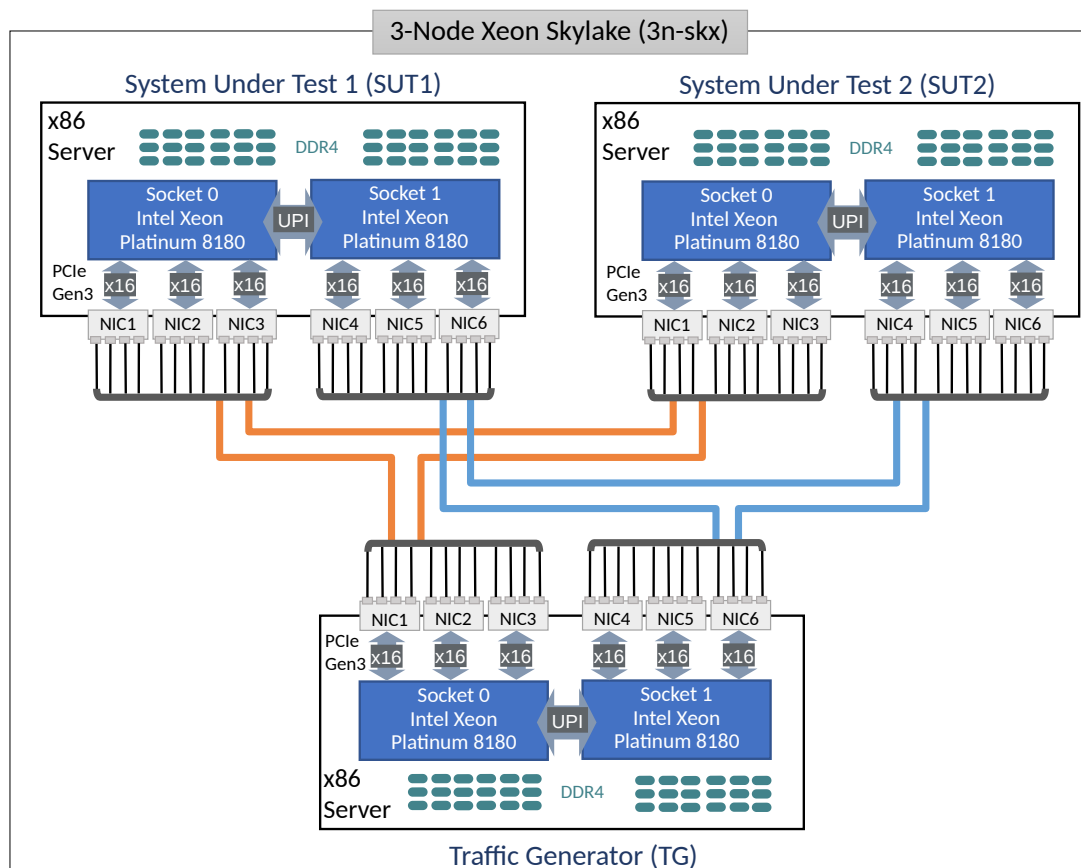 3-Node Xeon Skylake (3n-skx)
System Under Test 1 (SUT1)
x86
Server
DDR4
Socket 0
Intel Xeon
Platinum 8180
UPI
Socket 1
Intel Xeon
Platinum 8180
PCIe
Gen3
x16
x16
x16
x16
x16
x16
NIC1
NIC2
NIC3
NIC4
NIC5
NIC6
System Under Test 2 (SUT2)
x86
Server
DDR4
Socket 0
Intel Xeon
Platinum 8180
UPI
Socket 1
Intel Xeon
Platinum 8180
PCIe
Gen3
x16
x16
x16
x16
x16
x16
NIC1
NIC2
NIC3
NIC4
NIC5
NIC6
NIC1
NIC2
NIC3
NIC4
NIC5
NIC6
PCIe
Gen3
x16
x16
x16
x16
x16
x16
Socket 0
Intel Xeon
Platinum 8180
UPI
Socket 1
Intel Xeon
Platinum 8180
x86
Server
DDR4
Traffic Generator (TG)